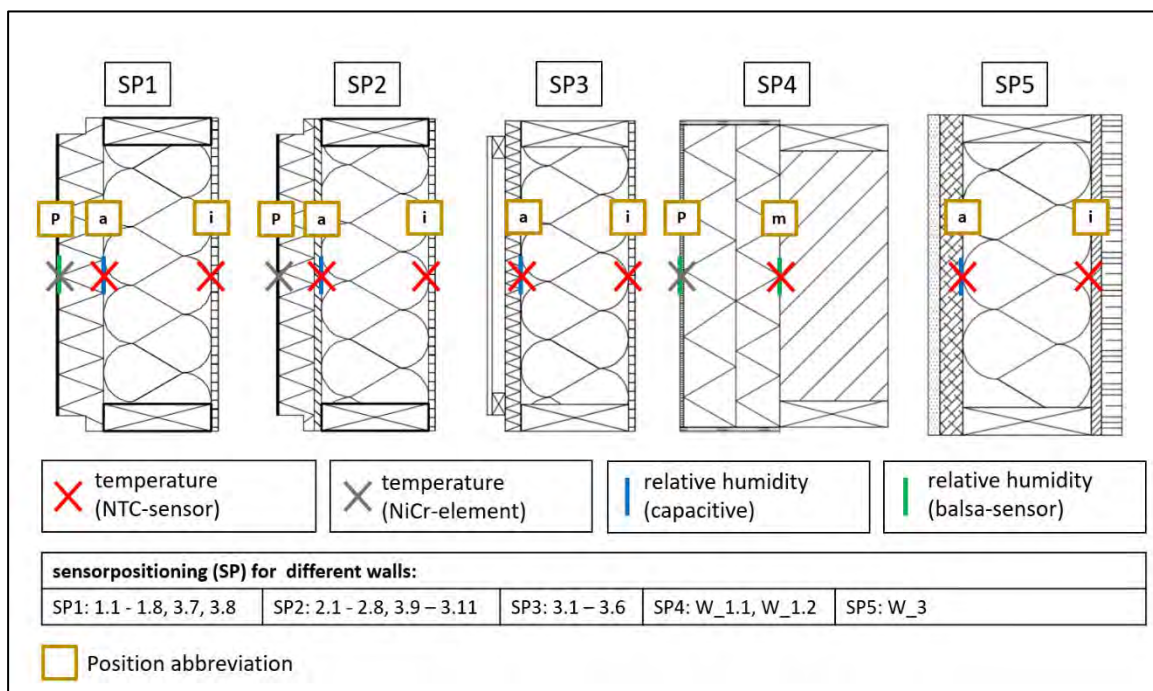 SP1 SP2 SP3 SP4 SP5
P a i P a i a i P m a i
temperature
(NTC-sensor)
temperature
(NiCr-element)
relative humidity
(capacitive)
relative humidity
(balsa-sensor)
sensorpositioning (SP) for different walls:
SP1: 1.1 - 1.8, 3.7, 3.8 SP2: 2.1 - 2.8, 3.9 – 3.11 SP3: 3.1 – 3.6 SP4: W_1.1, W_1.2 SP5: W_3
Position abbreviation